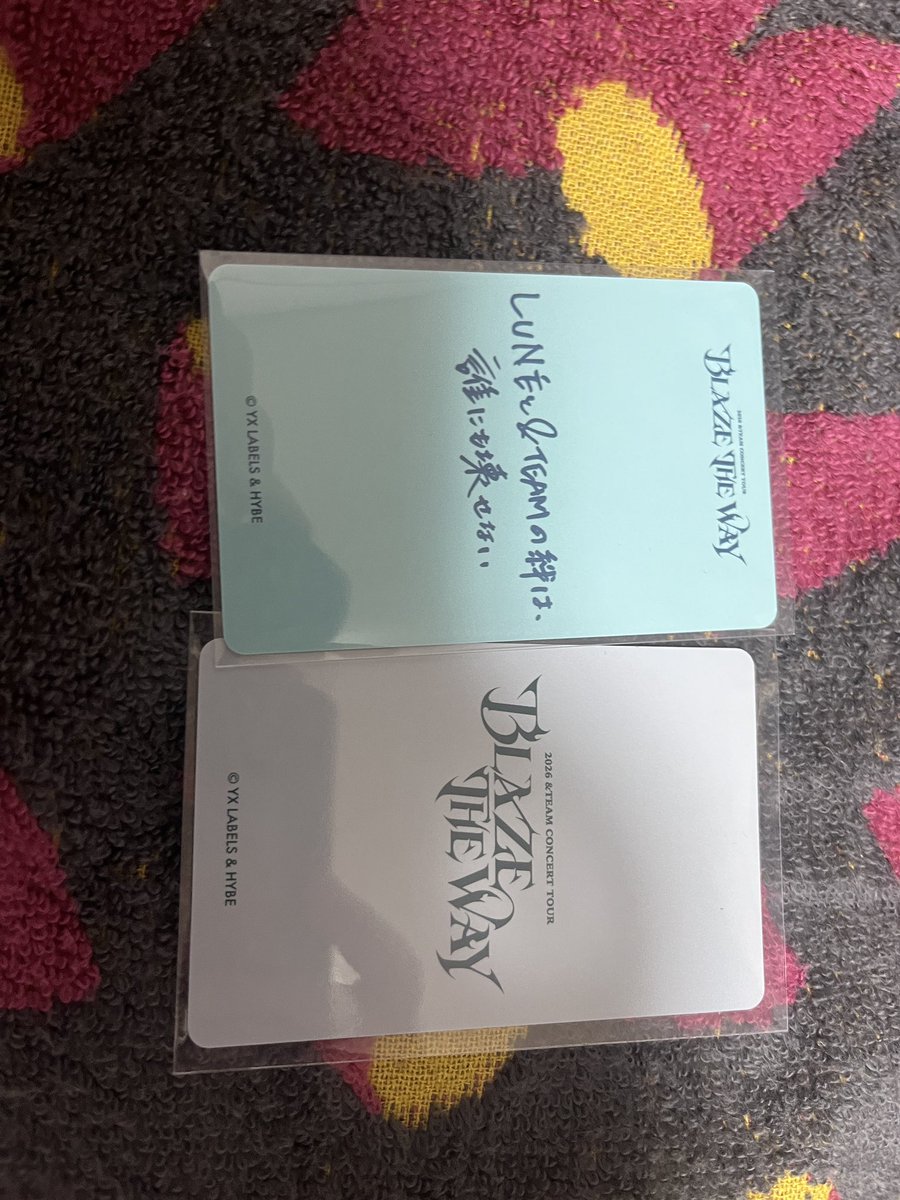 2026 &TEAM CONCERT TOUR
BLAZE THE WAY
LUNÉと&TEAMの絆は、
誰にも壊せない
© YX LABELS & HYBE
2026 &TEAM CONCERT TOUR
BLAZE
THE WAY
© YX LABELS & HYBE